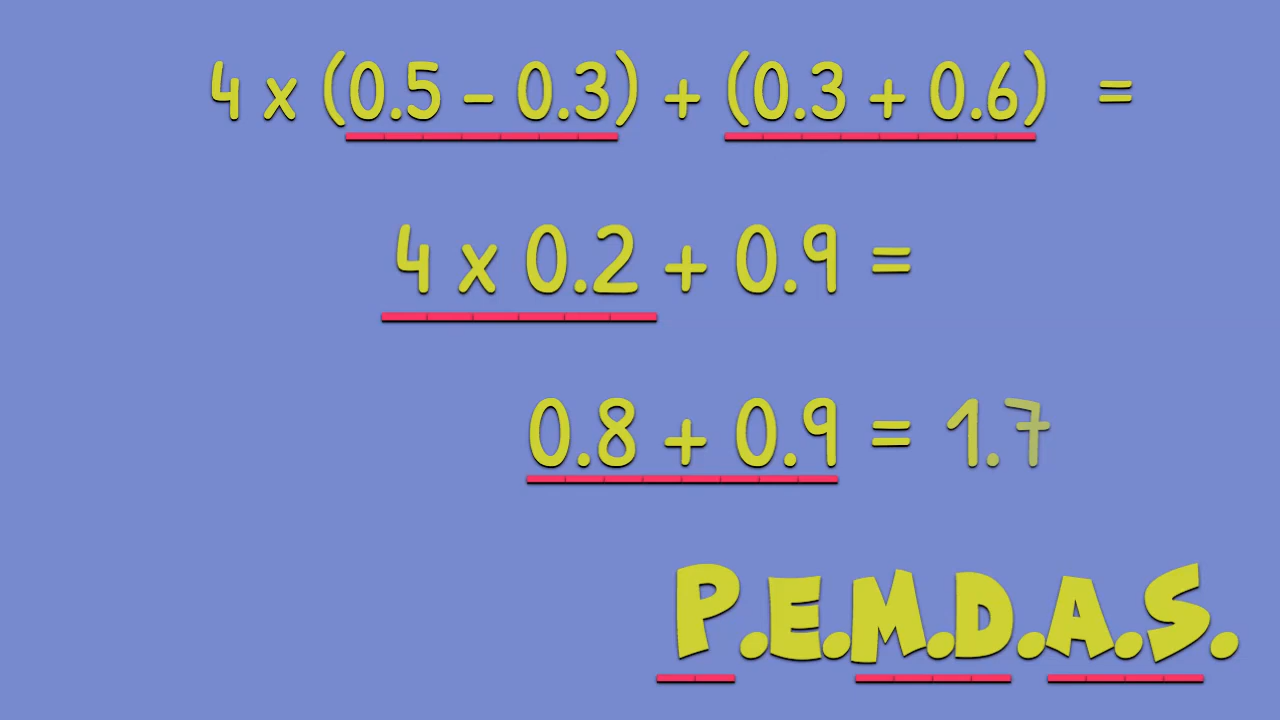 4 x (0.5 - 0.3) + (0.3 + 0.6) =
4 x 0.2 + 0.9 =
0.8 + 0.9 = 1.7
P.E.M.D.A.S.